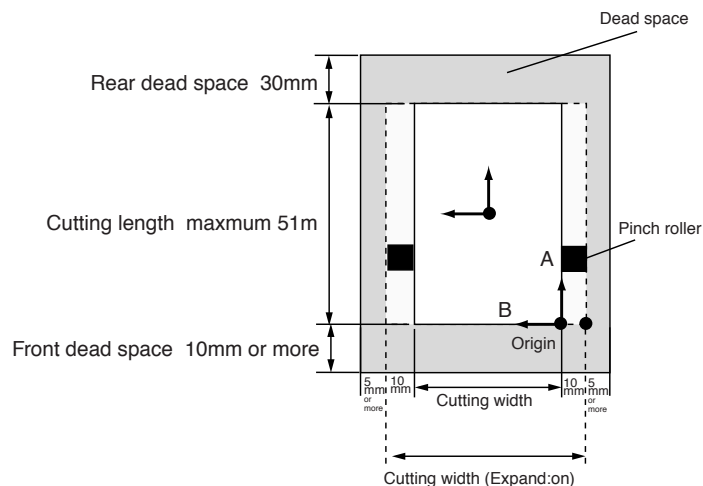 Dead space
Rear dead space 30mm
Cutting length maxmum 51m
Pinch roller
A
B
Origin
Front dead space 10mm or more
5 mm or more
10 mm
10 mm
5 mm or more
Cutting width
Cutting width (Expand:on)